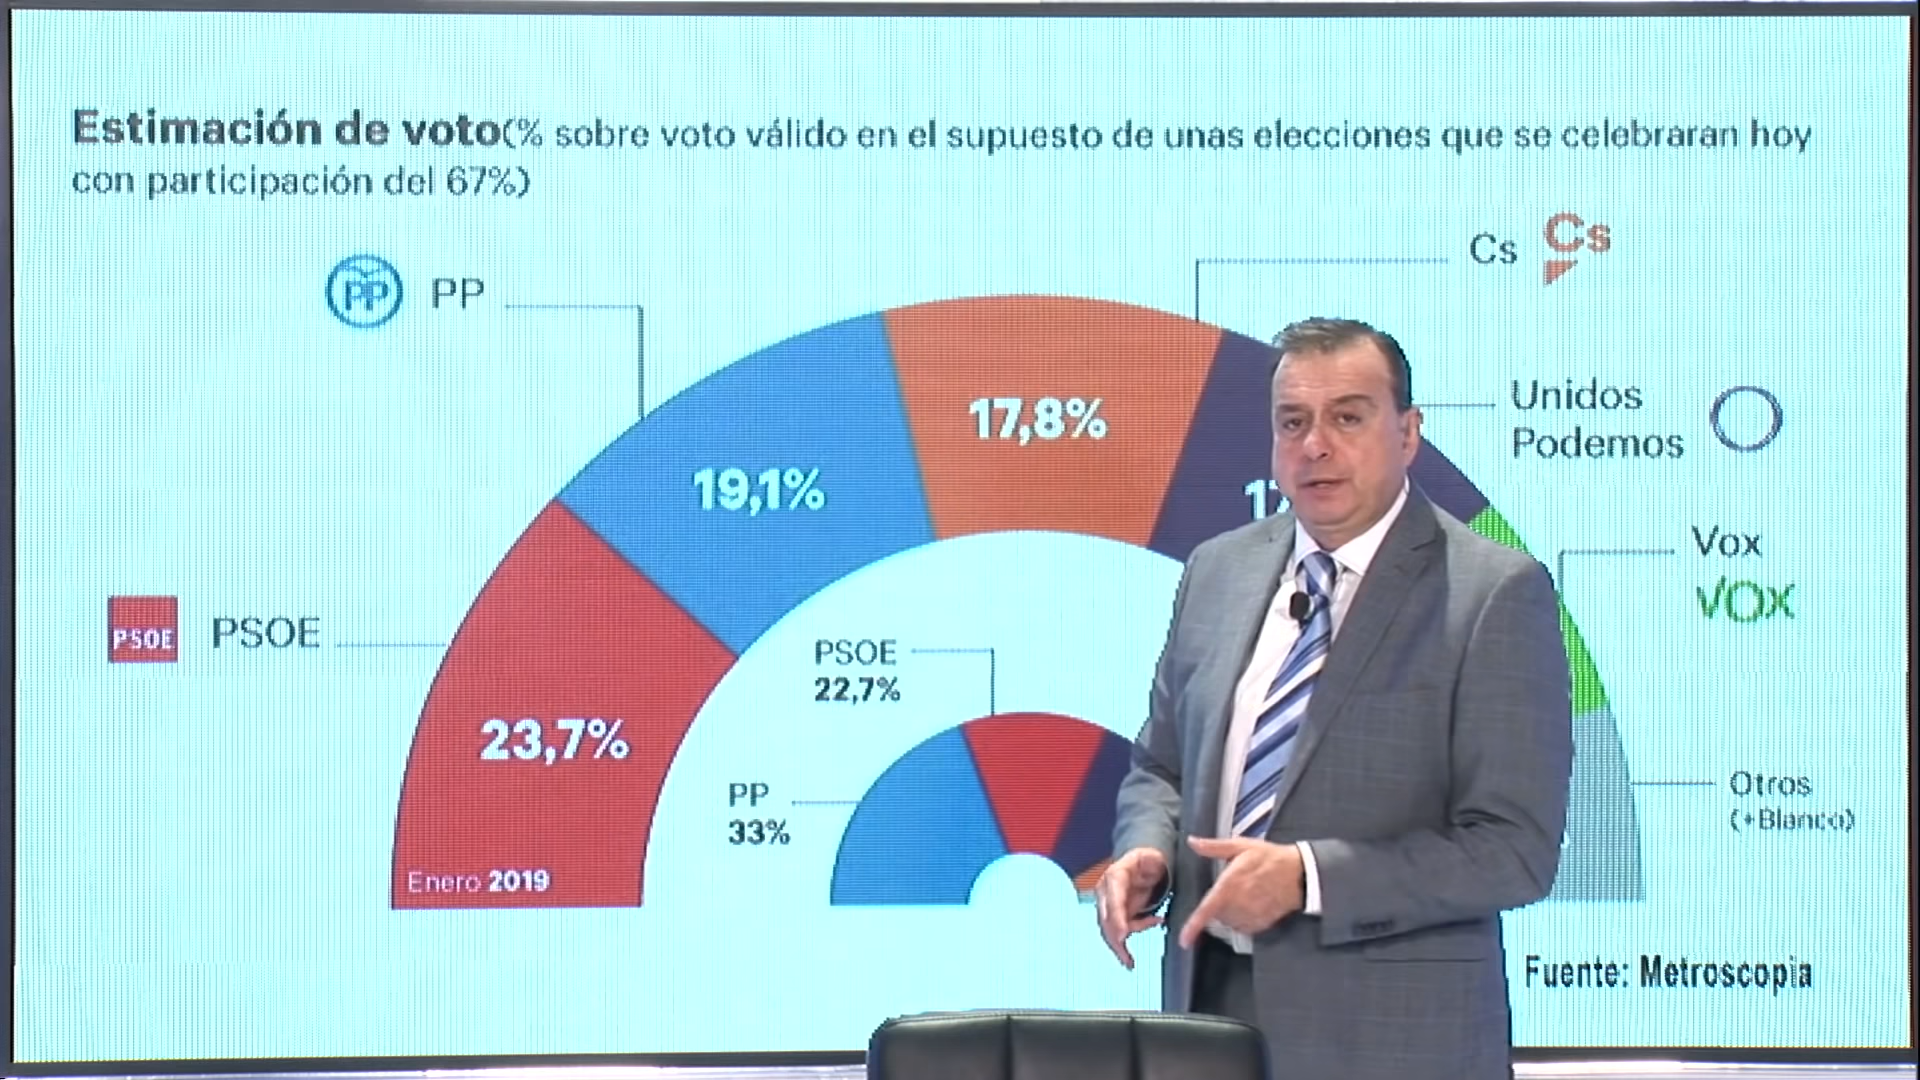 Estimación de voto(% sobre voto válido en el supuesto de unas elecciones que se celebraran hoy
con participación del 67%)
Cs Cs
PP PP
Unidos
Podemos
17,8%
19,1%
Vox
VOX
PSOE PSOE
PSOE
22,7%
23,7%
PP
33%
Otros
(+Blanco)
Enero 2019
Fuente: Metroscopia